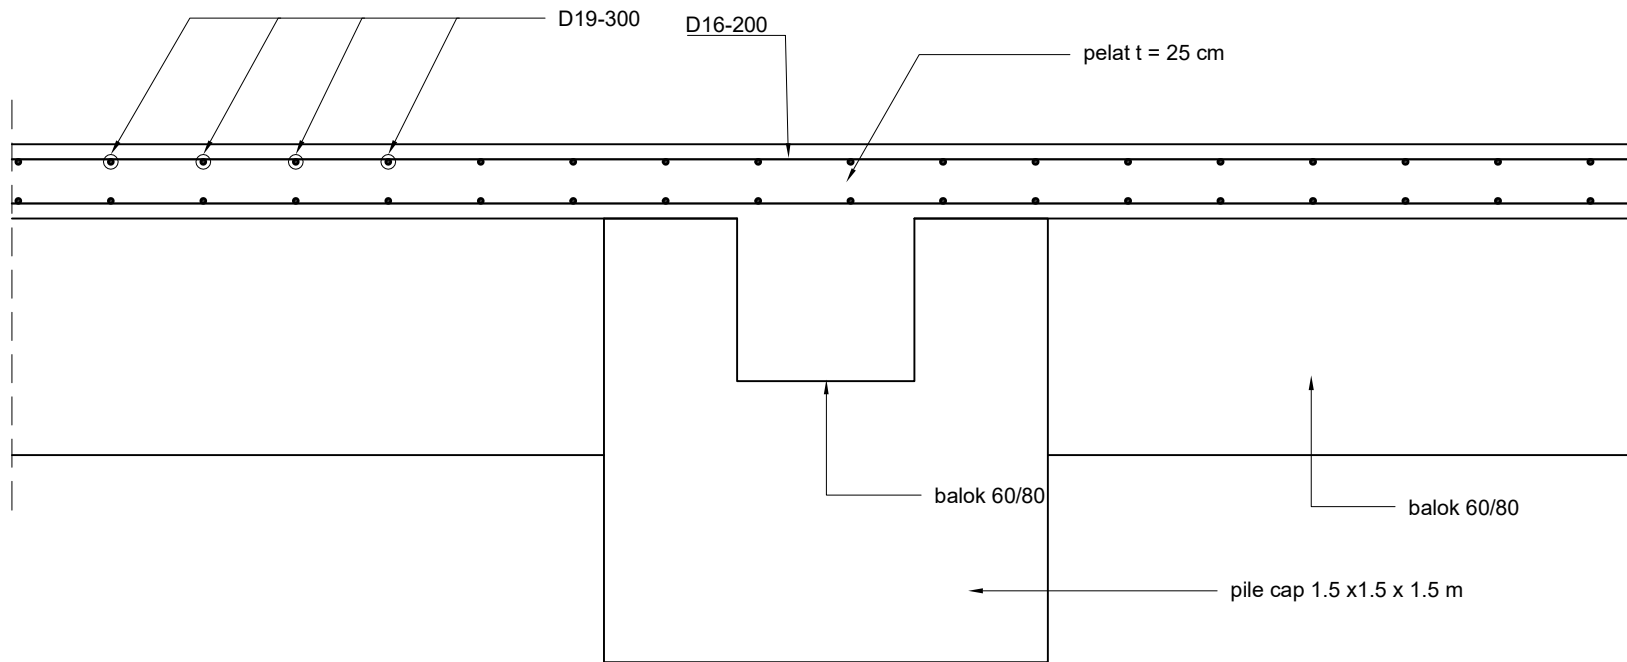 D19-300
D16-200
pelat t = 25 cm
balok 60/80
balok 60/80
pile cap 1.5 x1.5 x 1.5 m